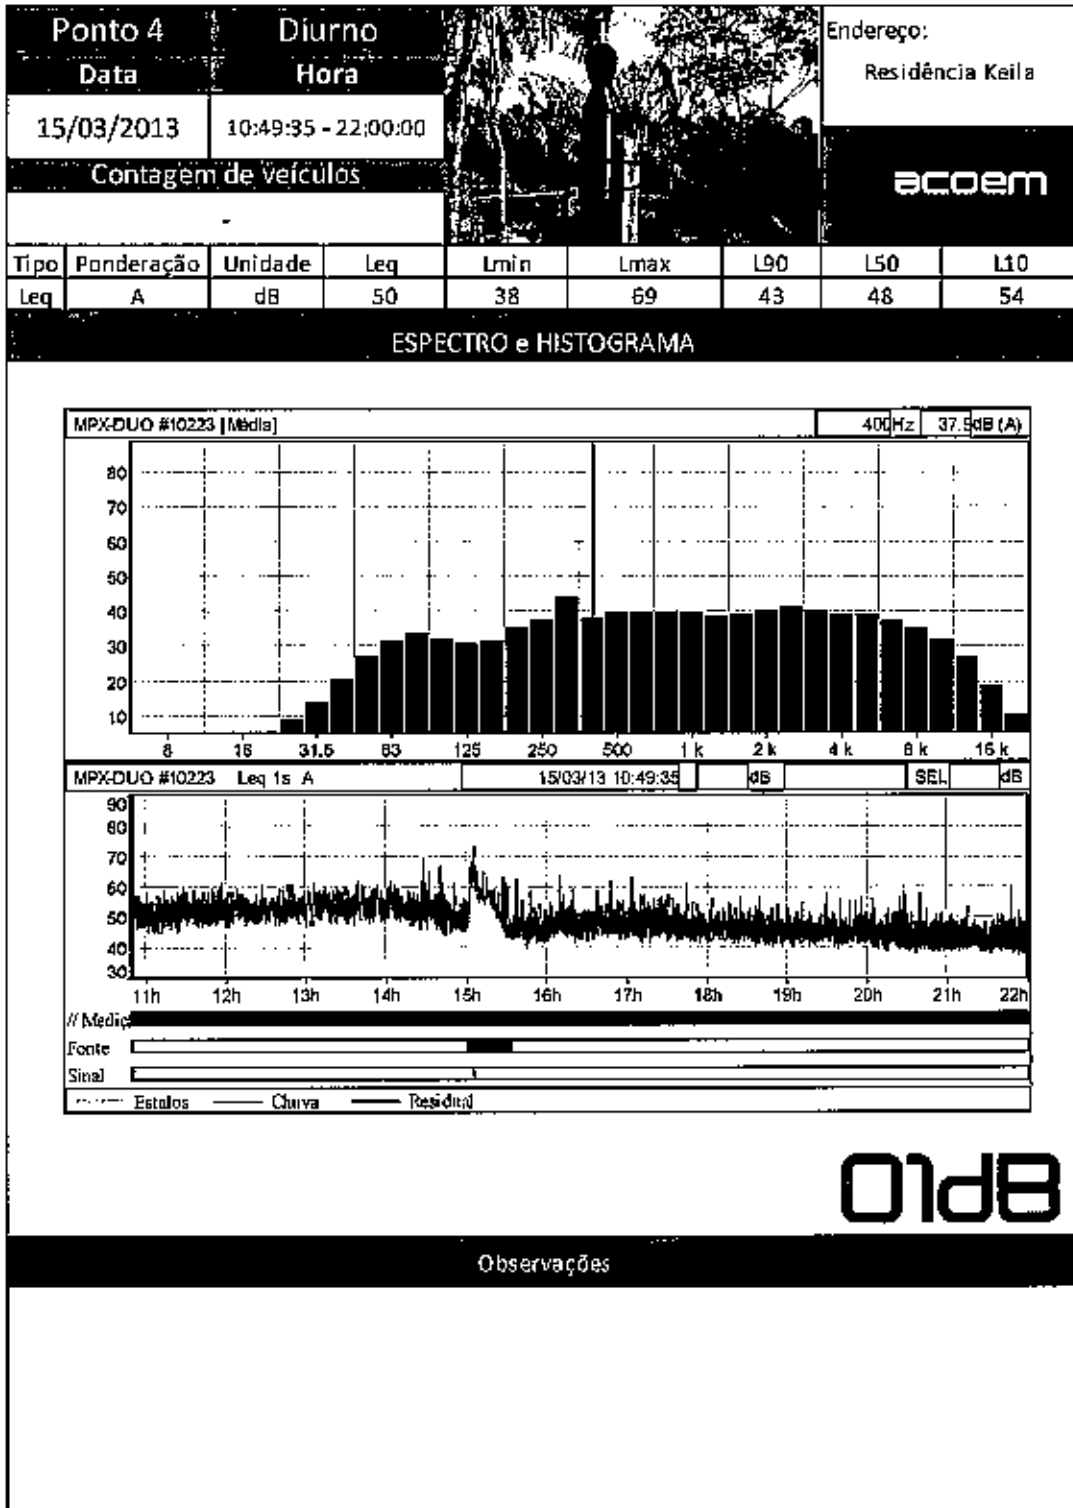 Ponto 4 Diurno
Data Hora
15/03/2013 10:49:35 - 22:00:00
Contagem de Veículos
-
Endereço:
Residência Keila
acoem
Tipo Ponderação Unidade Leq Lmin Lmax L90 L50 L10
Leq A dB 50 38 69 43 48 54
ESPECTRO e HISTOGRAMA
MPX-DUO #10223 [Média] 400Hz 37.9dB (A)
80
70
60
50
40
30
20
10
8 16 31.5 63 125 250 500 1 k 2 k 4 k 8 k 16 k
MPX-DUO #10223 Leq 1s A 15/03/13 10:49:35 dB SEL dB
90
80
70
60
50
40
30
11h 12h 13h 14h 15h 16h 17h 18h 19h 20h 21h 22h
// Mediç
Fonte
Sinal
Estalos Chuva Residual
01dB
Observações